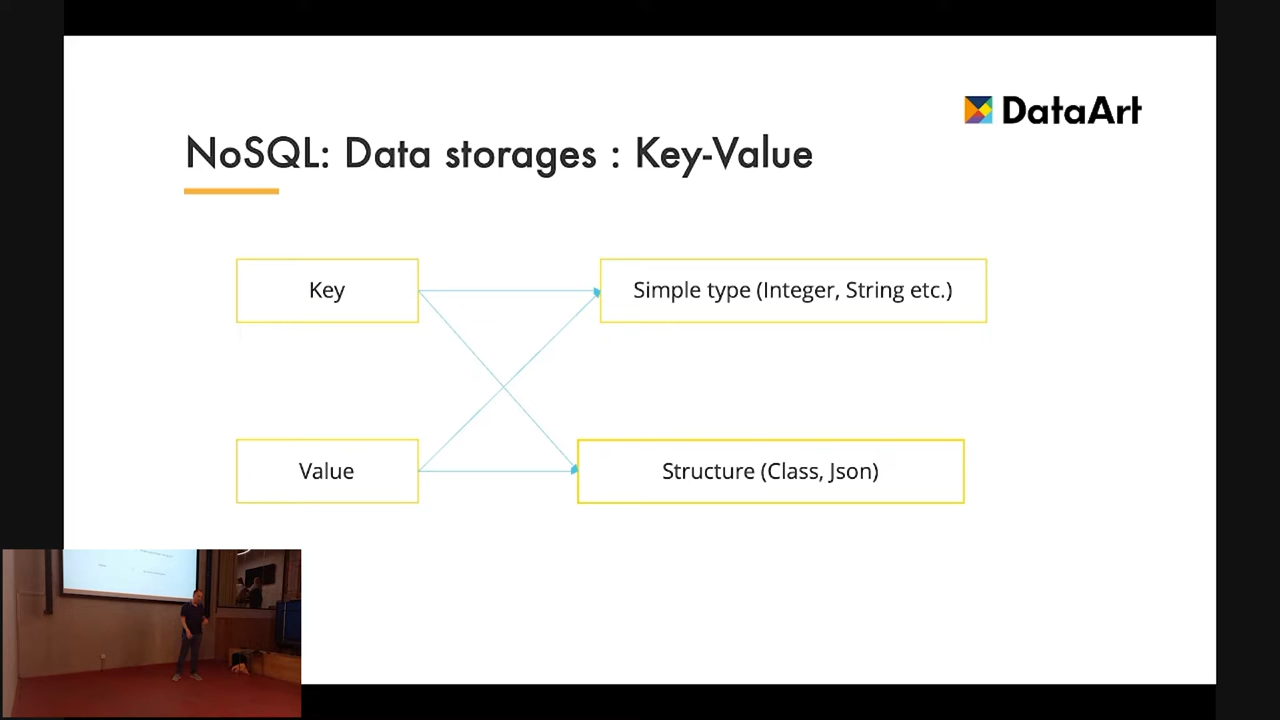 DataArt
NoSQL: Data storages : Key-Value
Key
Simple type (Integer, String etc.)
Value
Structure (Class, Json)